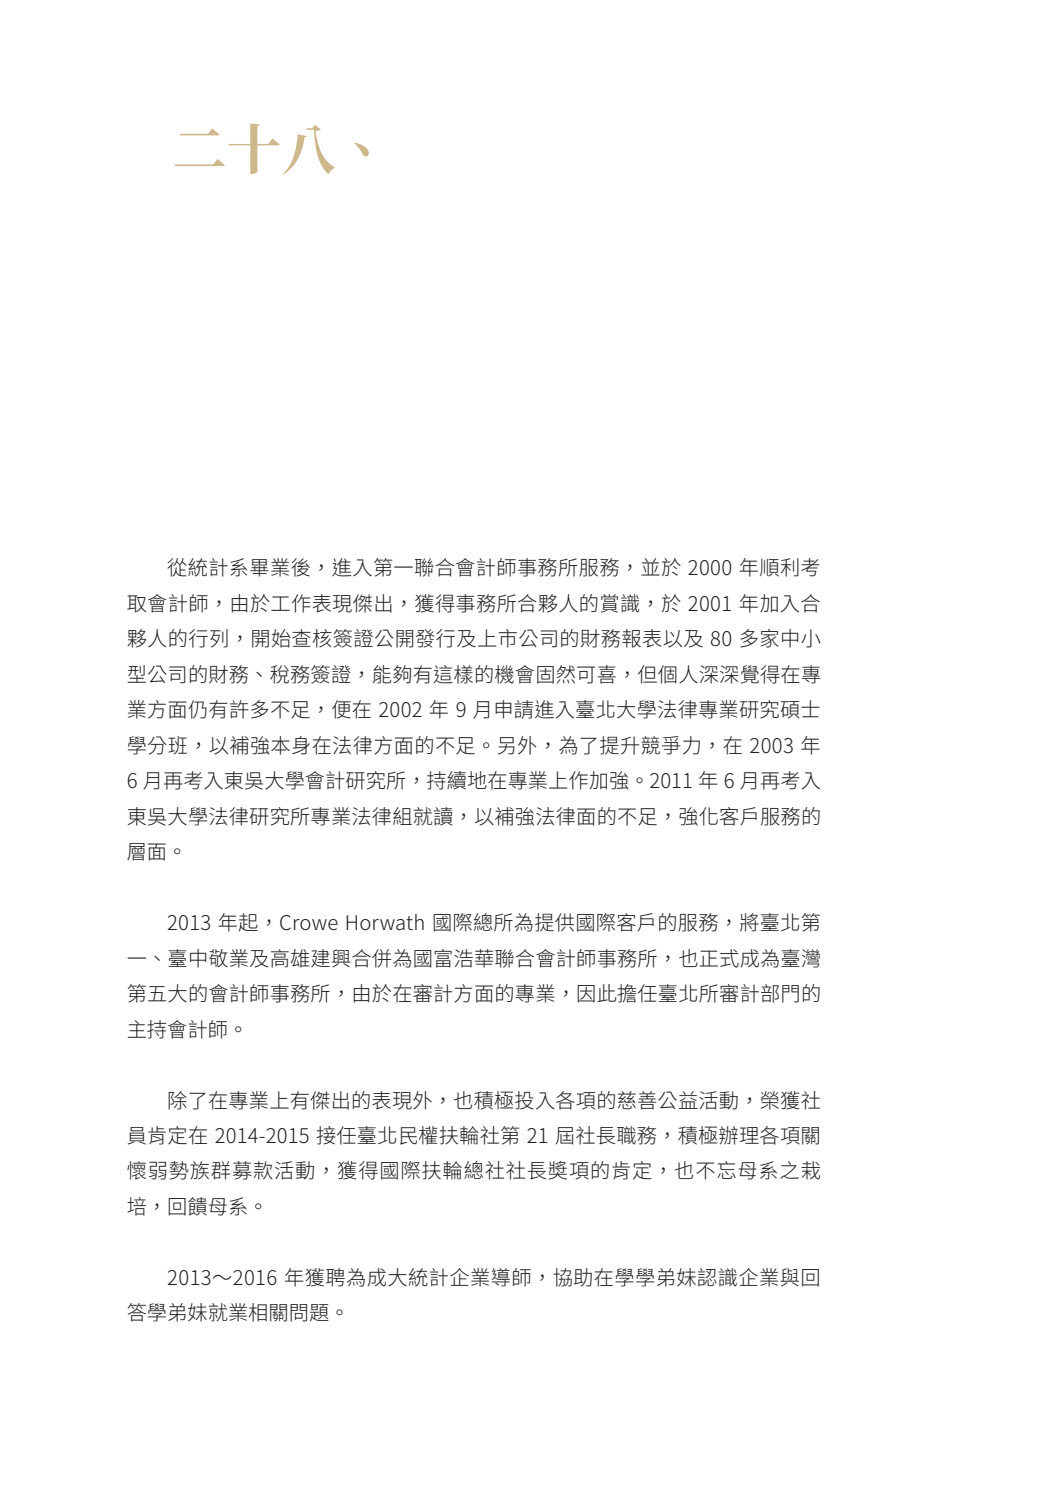 二十八、
從統計系畢業後，進入第一聯合會計師事務所服務，並於 2000 年順利考
取會計師，由於工作表現傑出，獲得事務所合夥人的賞識，於 2001 年加入合
夥人的行列，開始查核簽證公開發行及上市公司的財務報表以及 80 多家中小
型公司的財務、稅務簽證，能夠有這樣的機會固然可喜，但個人深深覺得在專
業方面仍有許多不足，便在 2002 年 9 月申請進入臺北大學法律專業研究碩士
學分班，以補強本身在法律方面的不足。另外，為了提升競爭力，在 2003 年
6 月再考入東吳大學會計研究所，持續地在專業上作加強。2011 年 6 月再考入
東吳大學法律研究所專業法律組就讀，以補強法律面的不足，強化客戶服務的
層面。
2013 年起，Crowe Horwath 國際總所為提供國際客戶的服務，將臺北第
一、臺中敬業及高雄建興合併為國富浩華聯合會計師事務所，也正式成為臺灣
第五大的會計師事務所，由於在審計方面的專業，因此擔任臺北所審計部門的
主持會計師。
除了在專業上有傑出的表現外，也積極投入各項的慈善公益活動，榮獲社
員肯定在 2014-2015 接任臺北民權扶輪社第 21 屆社長職務，積極辦理各項關
懷弱勢族群募款活動，獲得國際扶輪總社社長獎項的肯定，也不忘母系之栽
培，回饋母系。
2013～2016 年獲聘為成大統計企業導師，協助在學學弟妹認識企業與回
答學弟妹就業相關問題。